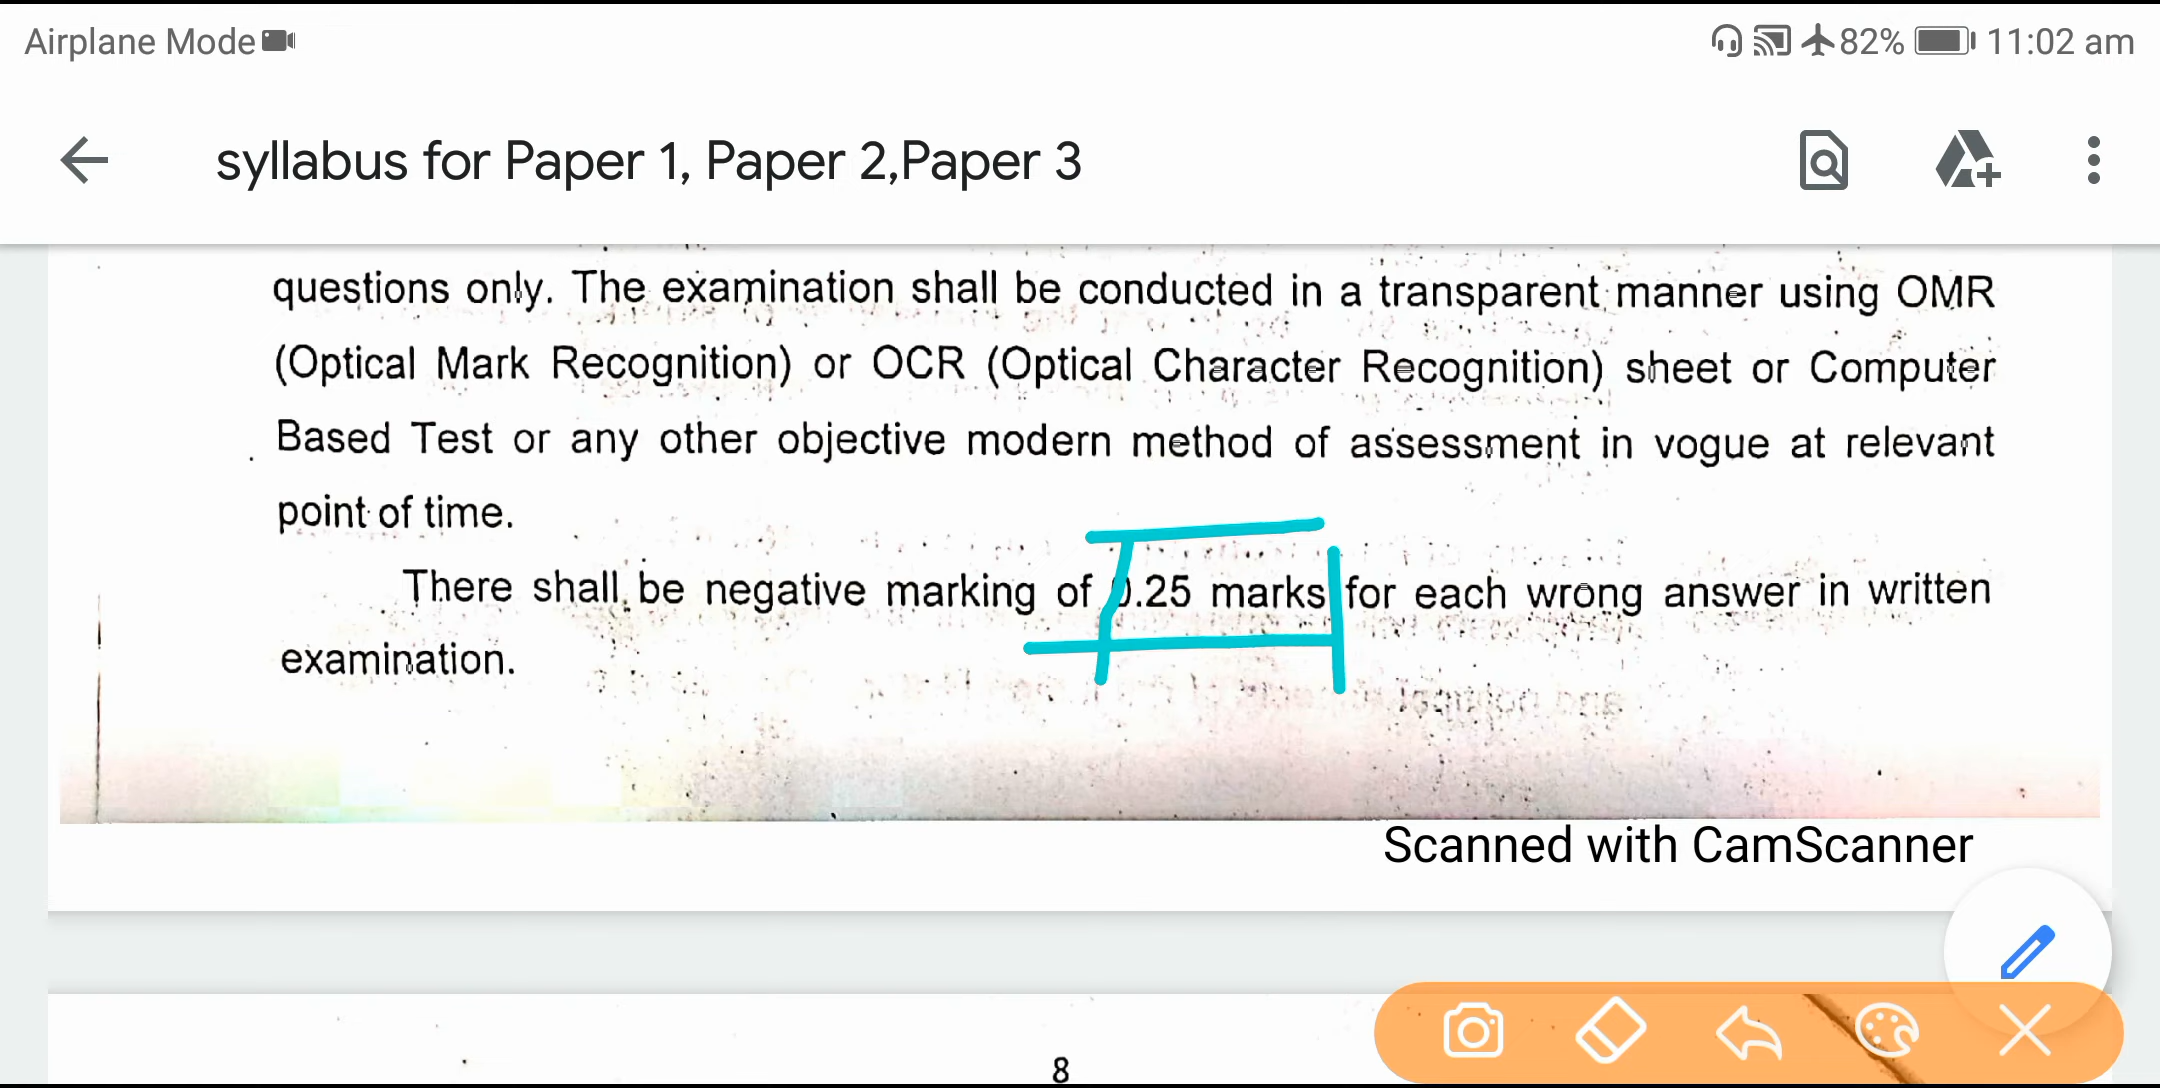 Airplane Mode 82% 11:02 am
syllabus for Paper 1, Paper 2,Paper 3
questions only. The examination shall be conducted in a transparent manner using OMR
(Optical Mark Recognition) or OCR (Optical Character Recognition) sheet or Computer
Based Test or any other objective modern method of assessment in vogue at relevant
point of time.
There shall be negative marking of 0.25 marks for each wrong answer in written
examination.
Scanned with CamScanner
8